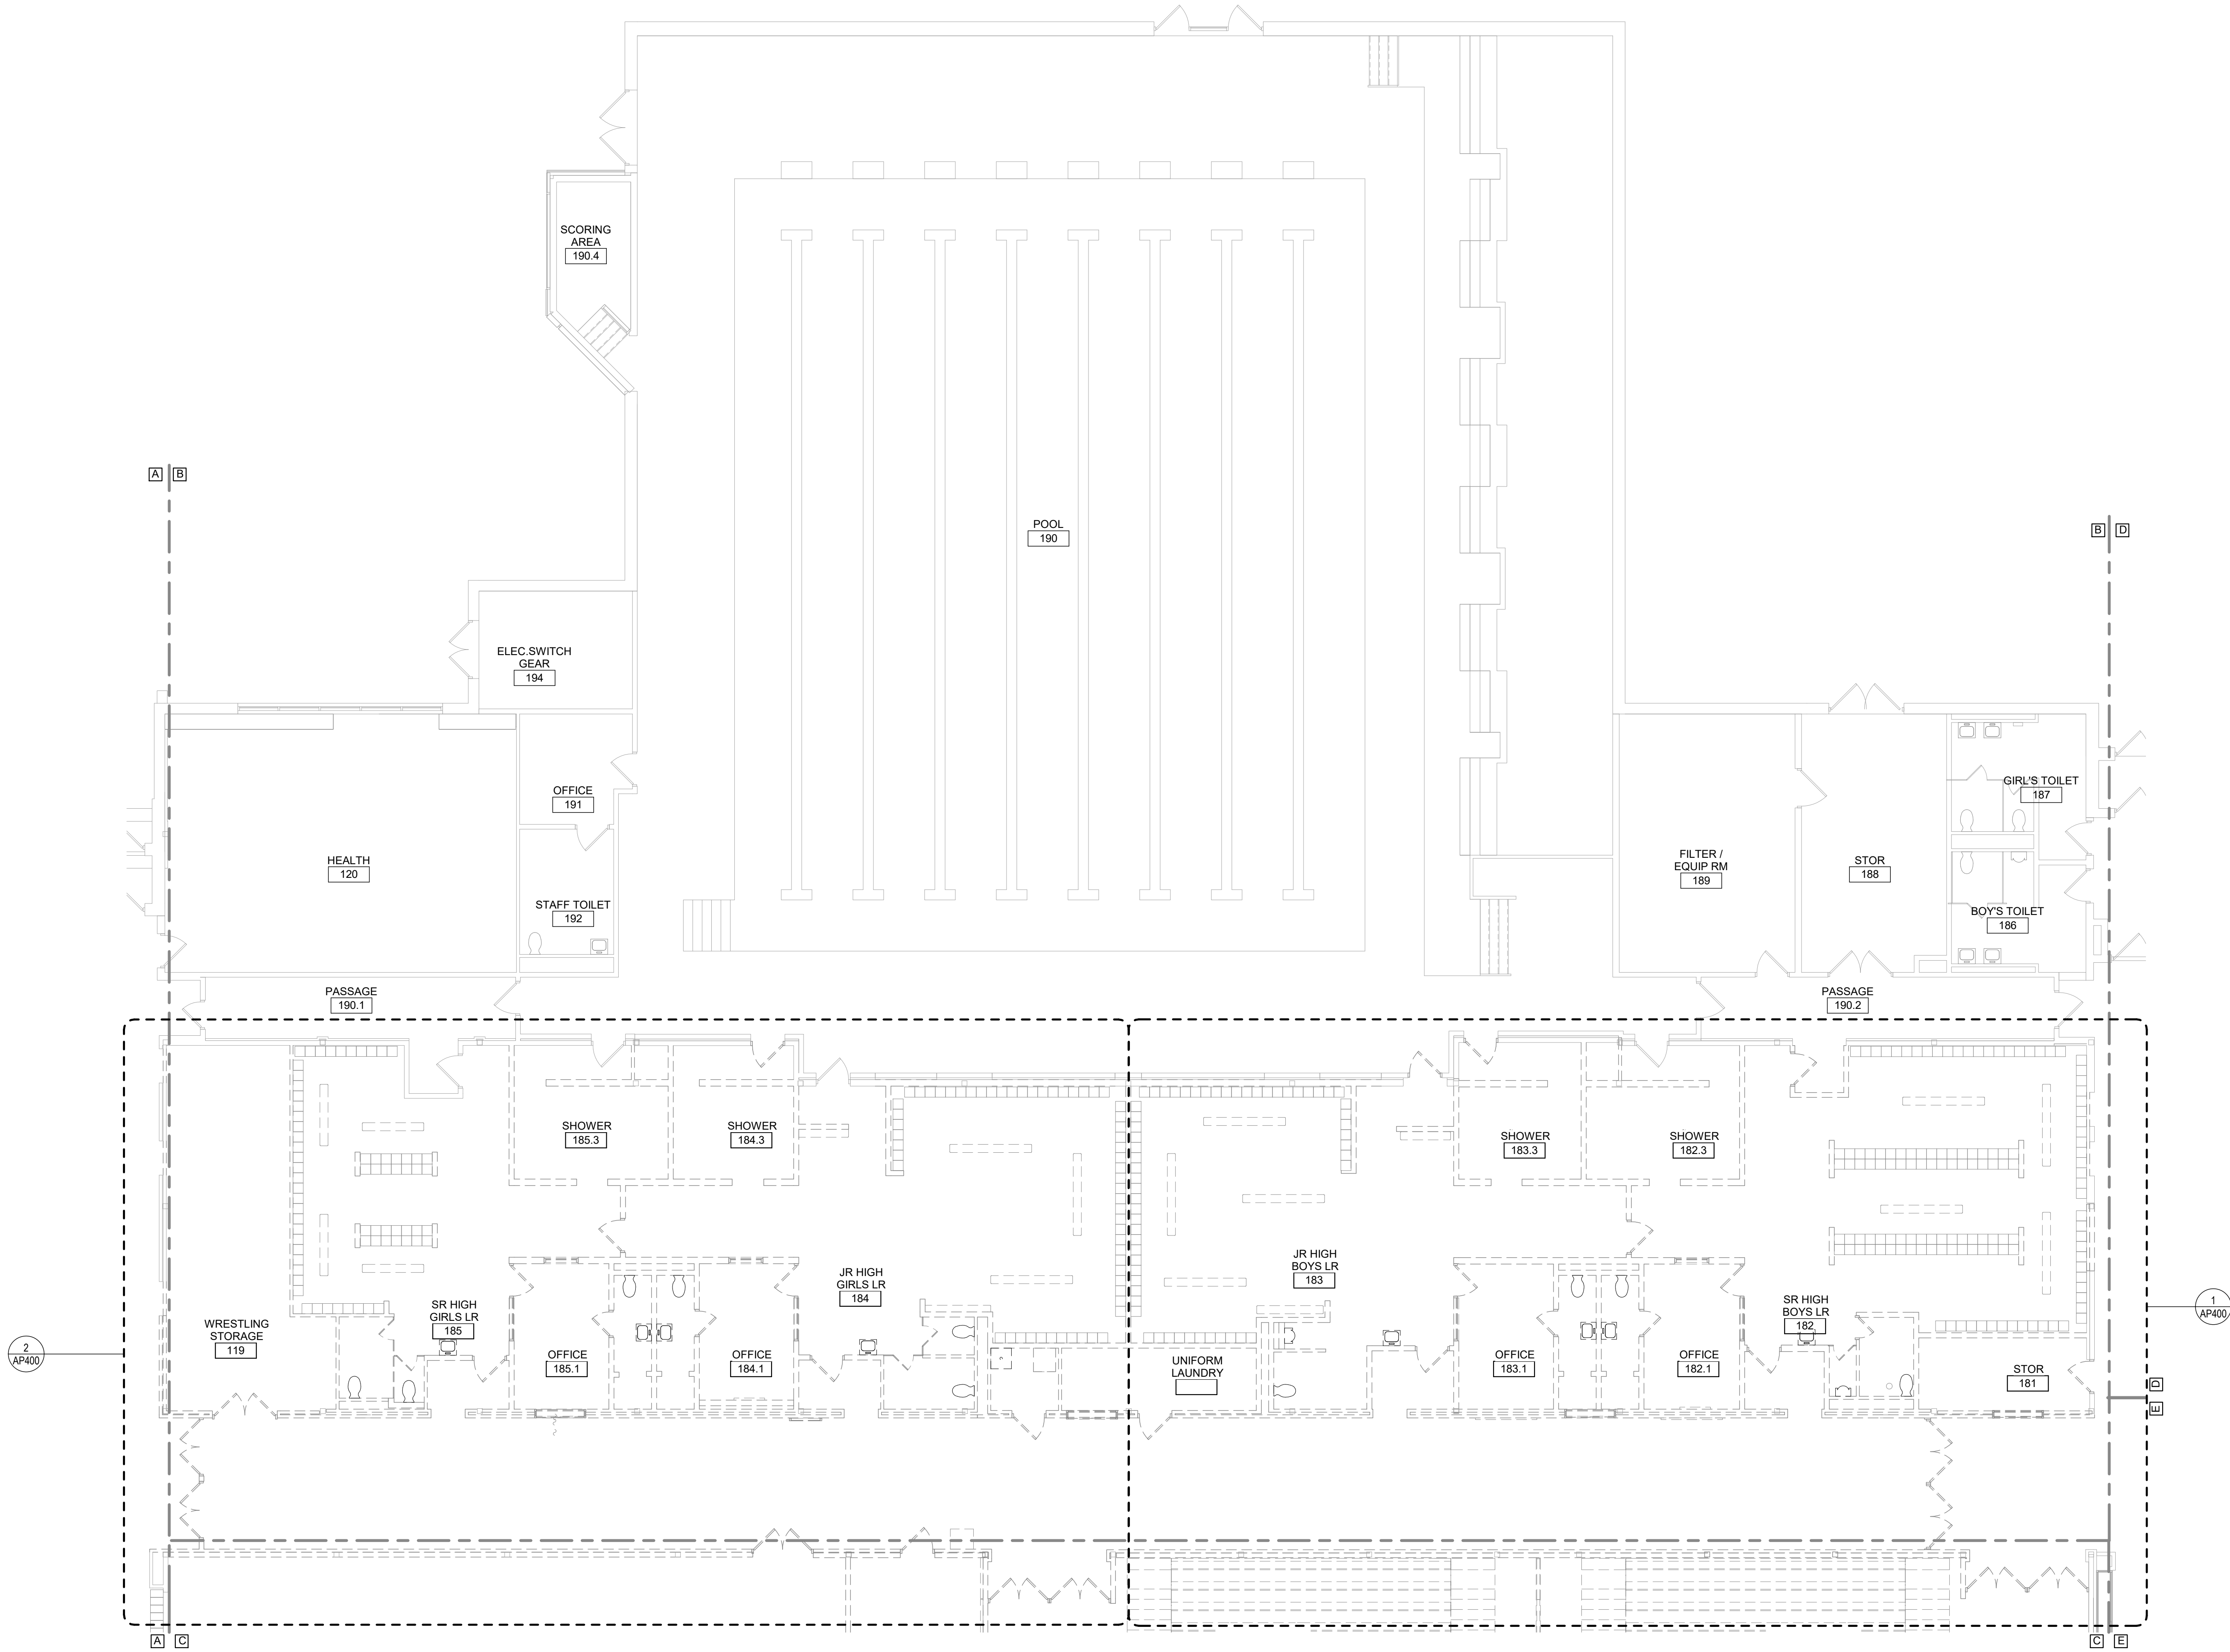 SCORING
AREA
190.4
A
B
POOL
190
B
D
ELEC.SWITCH
GEAR
194
OFFICE
191
GIRL'S TOILET
187
HEALTH
120
FILTER /
EQUIP RM
189
STOR
188
STAFF TOILET
192
BOY'S TOILET
186
PASSAGE
190.1
PASSAGE
190.2
SHOWER
185.3
SHOWER
184.3
SHOWER
183.3
SHOWER
182.3
JR HIGH
GIRLS LR
184
JR HIGH
BOYS LR
183
SR HIGH
GIRLS LR
185
SR HIGH
BOYS LR
182
WRESTLING
STORAGE
119
1
AP400
2
AP400
OFFICE
185.1
OFFICE
184.1
UNIFORM
LAUNDRY
OFFICE
183.1
OFFICE
182.1
STOR
181
D
E
A
C
C
E